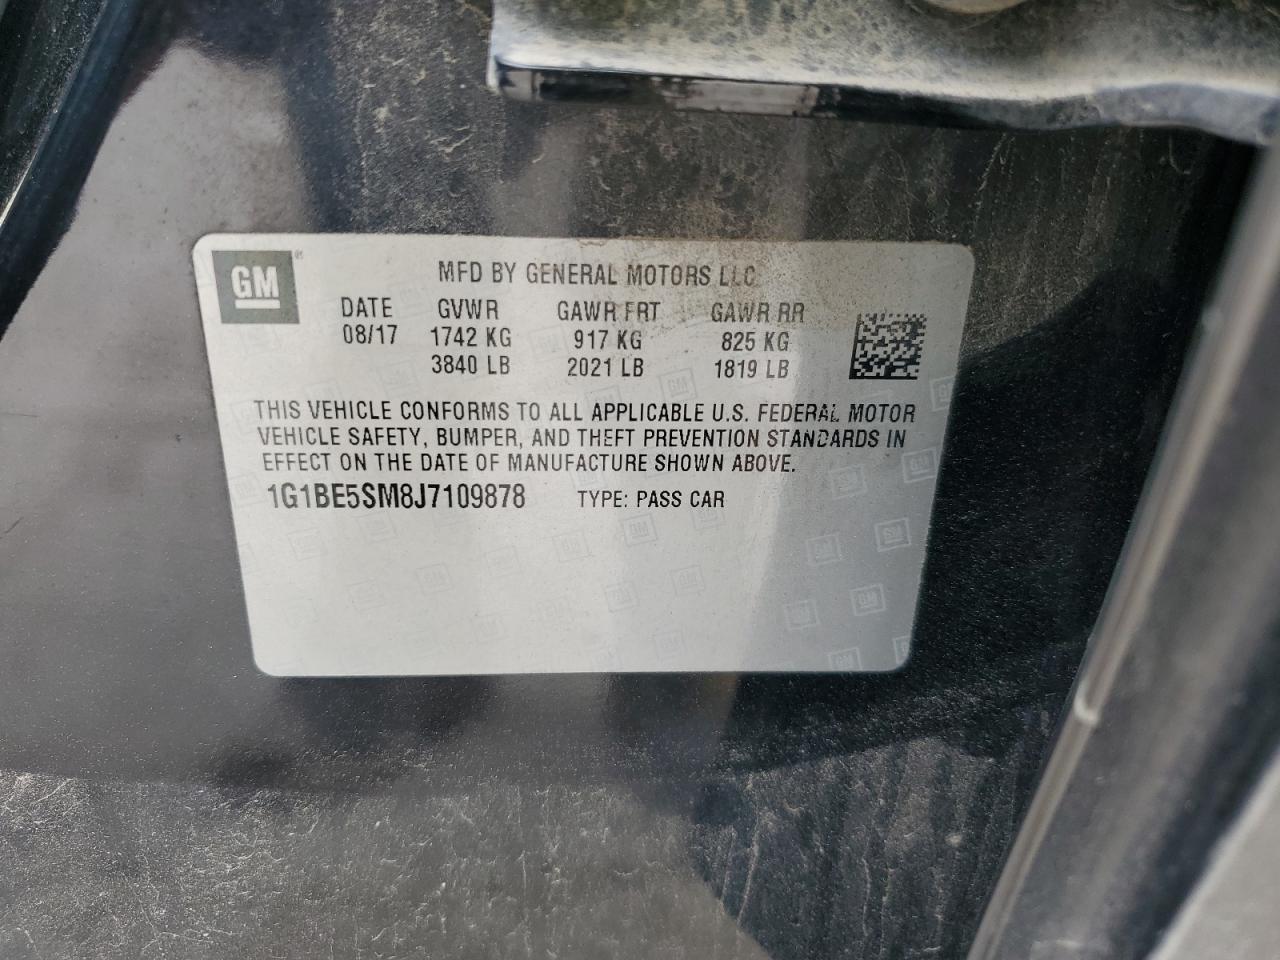 GM ®
MFD BY GENERAL MOTORS LLC
DATE GVWR GAWR FRT GAWR RR
08/17 1742 KG 917 KG 825 KG
3840 LB 2021 LB 1819 LB
THIS VEHICLE CONFORMS TO ALL APPLICABLE U.S. FEDERAL MOTOR
VEHICLE SAFETY, BUMPER, AND THEFT PREVENTION STANDARDS IN
EFFECT ON THE DATE OF MANUFACTURE SHOWN ABOVE.
1G1BE5SM8J7109878 TYPE: PASS CAR